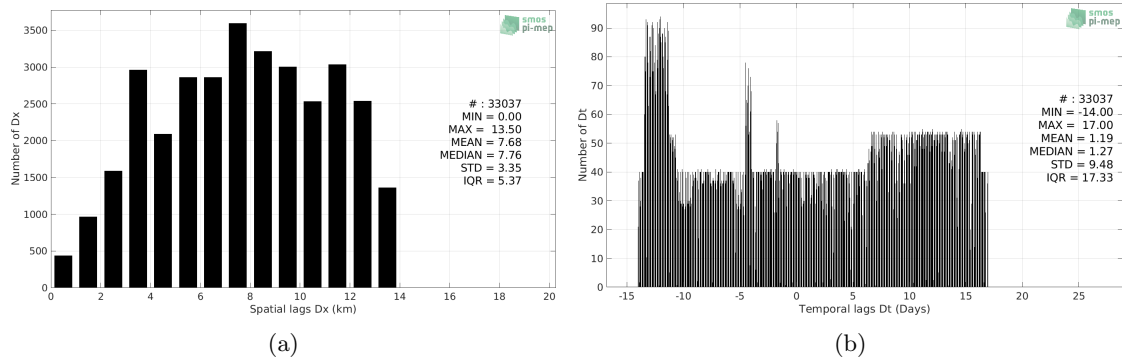 3500
3000
2500
2000
1500
1000
500
0
Number of Dx
0 2 4 6 8 10 12 14 16 18 20
Spatial lags Dx (km)
smos
pi-mep
# : 33037
MIN = 0.00
MAX = 13.50
MEAN = 7.68
MEDIAN = 7.76
STD = 3.35
IQR = 5.37
(a)
90
80
70
60
50
40
30
20
10
0
Number of Dt
-15 -10 -5 0 5 10 15 20 25
Temporal lags Dt (Days)
smos
pi-mep
# : 33037
MIN = -14.00
MAX = 17.00
MEAN = 1.19
MEDIAN = 1.27
STD = 9.48
IQR = 17.33
(b)